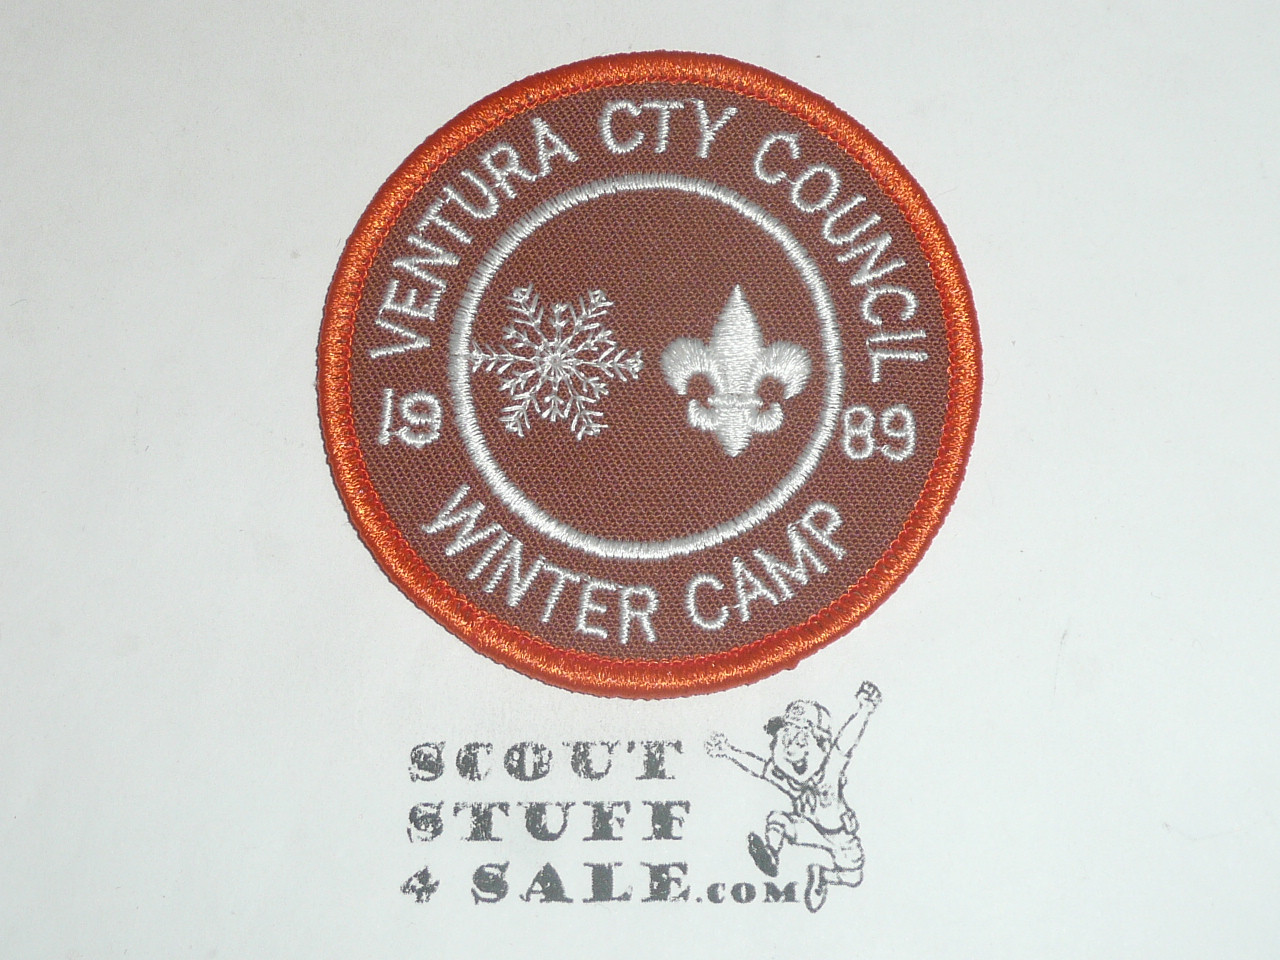 VENTURA CTY COUNCIL
19 89
WINTER CAMP
SCOUT
STUFF
4 SALE.COM